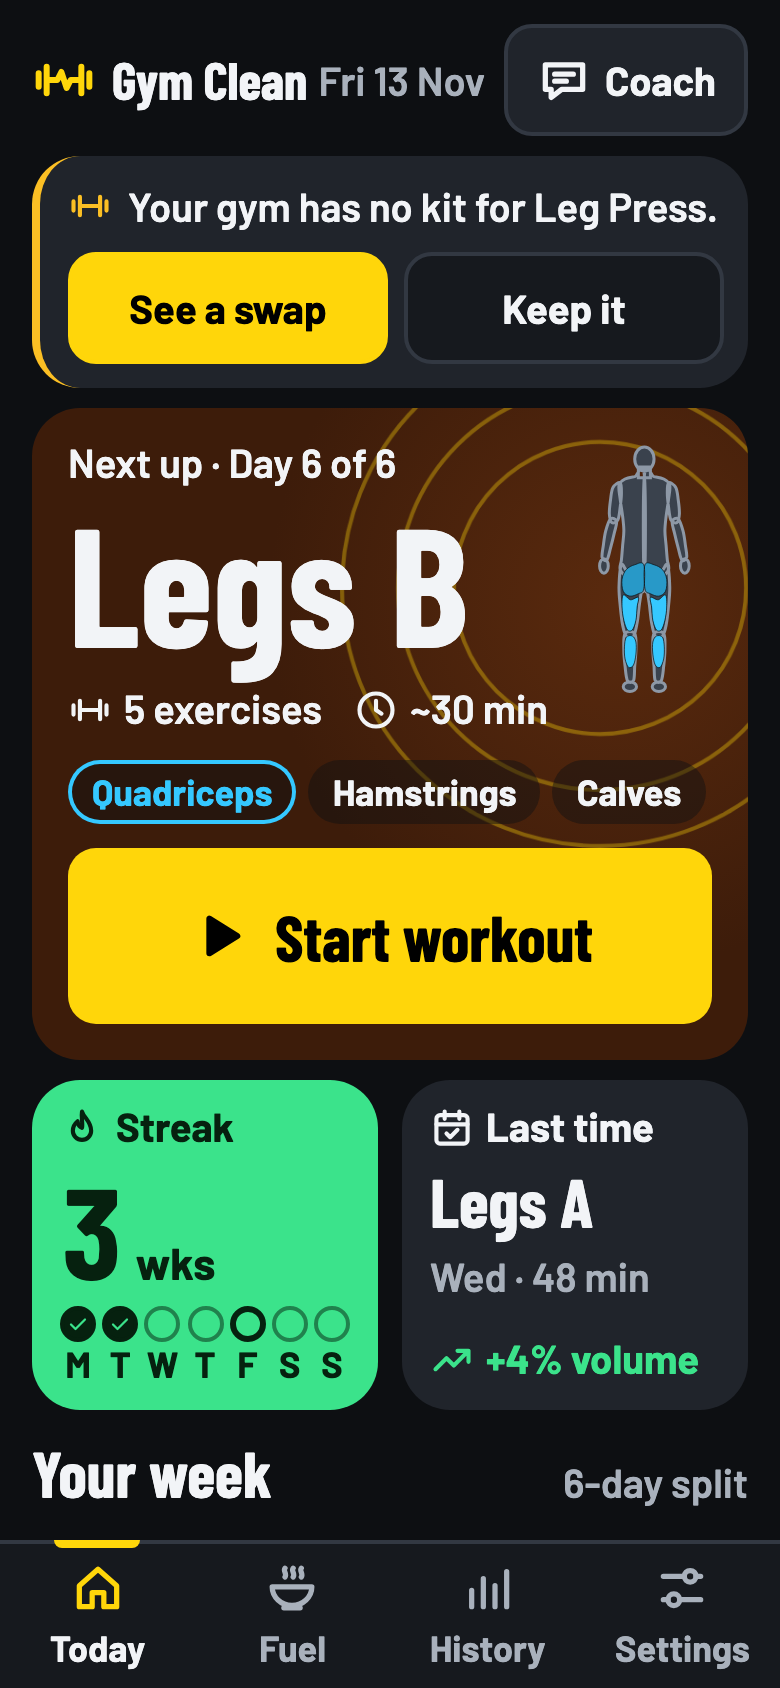 Gym Clean Fri 13 Nov Coach
Your gym has no kit for Leg Press.
See a swap Keep it
Next up · Day 6 of 6
Legs B
5 exercises ~30 min
Quadriceps Hamstrings Calves
Start workout
Streak
3 wks
M T W T F S S
Last time
Legs A
Wed · 48 min
+4% volume
Your week 6-day split
Today Fuel History Settings